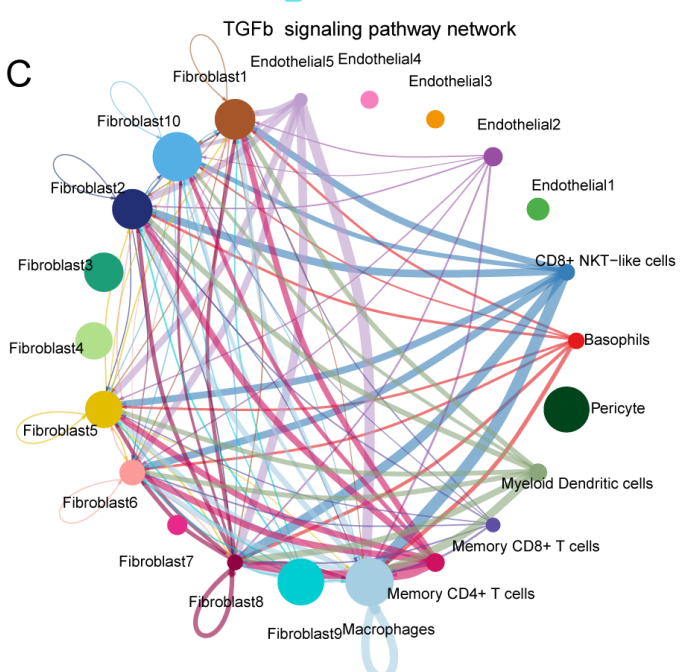 TGFb signaling pathway network
C
Endothelial5
Endothelial4
Fibroblast1
Endothelial3
Fibroblast10
Endothelial2
Fibroblast2
Endothelial1
Fibroblast3
CD8+ NKT−like cells
Basophils
Fibroblast4
Pericyte
Fibroblast5
Myeloid Dendritic cells
Fibroblast6
Memory CD8+ T cells
Fibroblast7
Memory CD4+ T cells
Fibroblast8
Fibroblast9
Macrophages